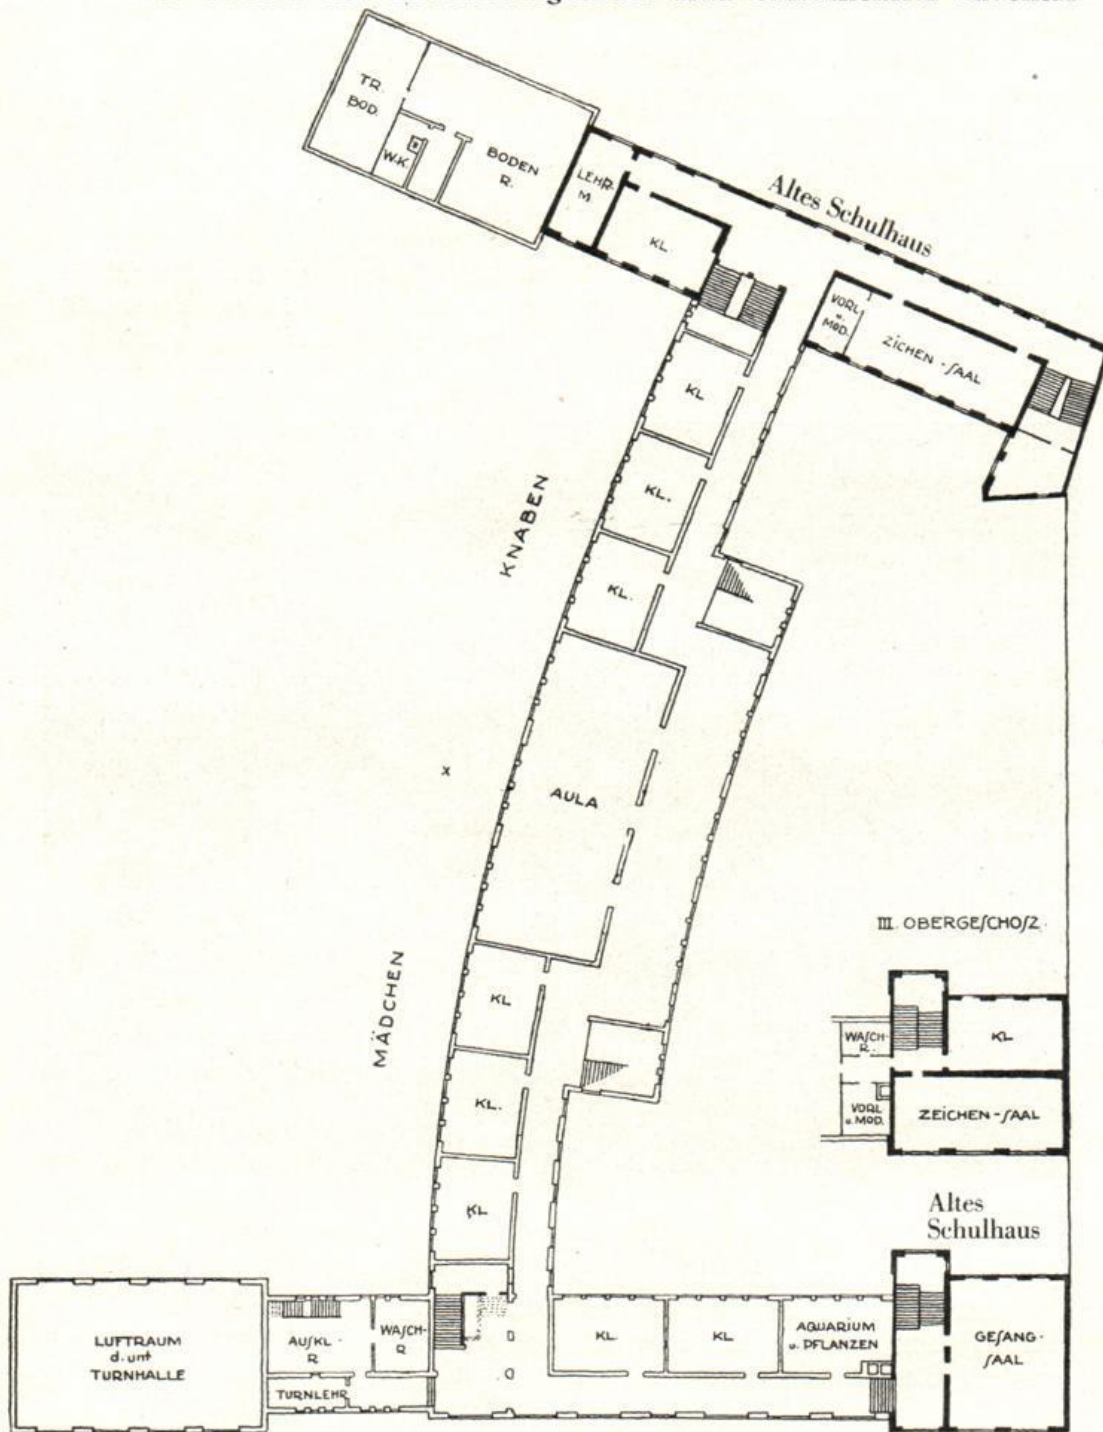 TR.
BOD.
W.K.
BODEN
R.
LEHR-
M.
KL.
Altes Schulhaus
VORL
u.
MOD.
ZICHEN-ſAAL
KL
KL.
KL.
KNABEN
AULA
x
MÄDCHEN
KL
KL.
KL
III. OBERGEſCHOſZ.
WAſCH-
R.
KL
VORL
u. MOD.
ZEICHEN-ſAAL
Altes
Schulhaus
LUFTRAUM
d. unt
TURNHALLE
AUſKL-
R
WAſCH-
R
TURNLEHR.
KL.
KL.
AQUARIUM
u. PFLANZEN
GEſANG-
ſAAL